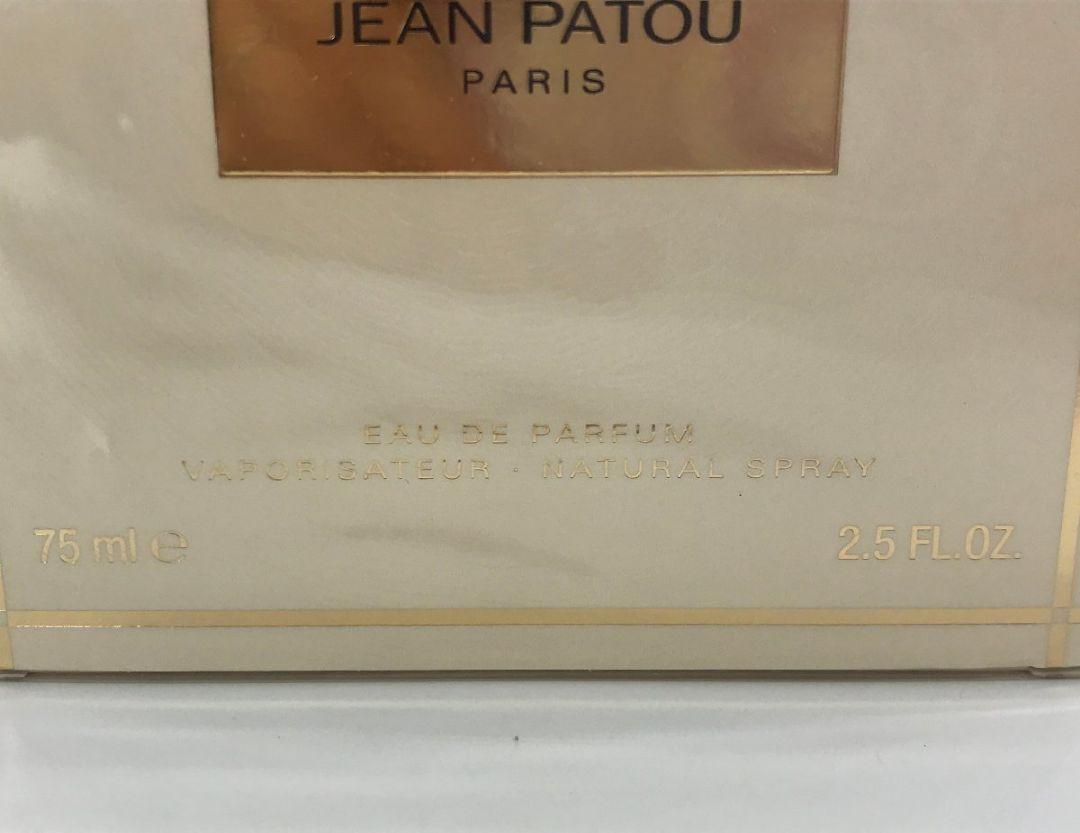 JEAN PATOU
PARIS
EAU DE PARFUM
VAPORISATEUR · NATURAL SPRAY
75 ml ℮
2.5 FL.OZ.